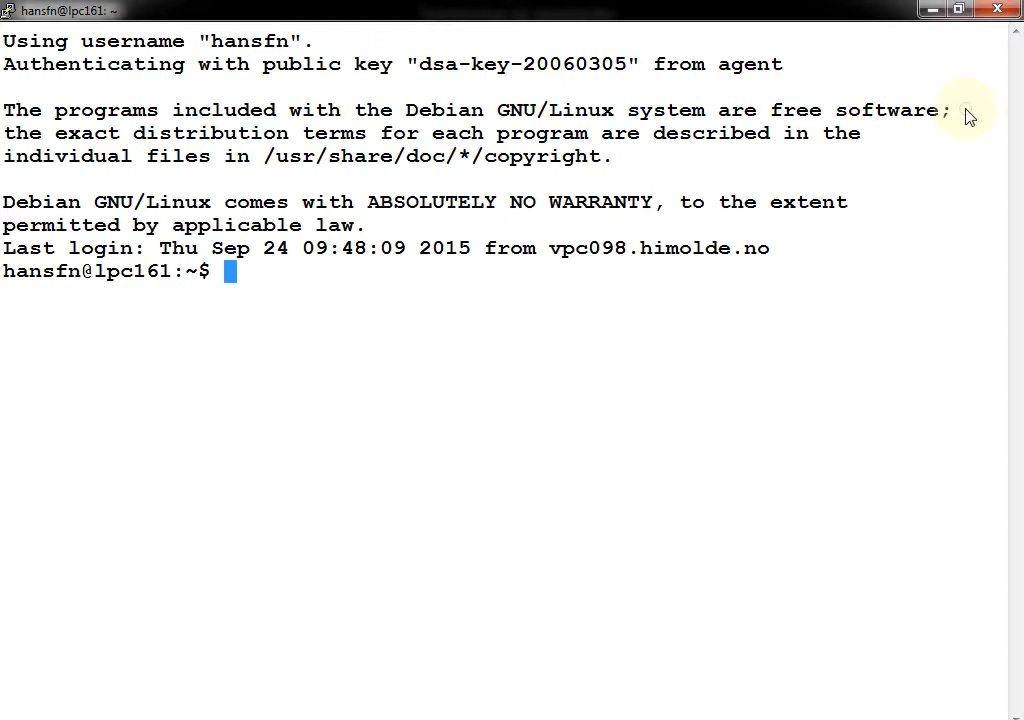 hansfn@lpc161: ~
Using username "hansfn".
Authenticating with public key "dsa-key-20060305" from agent
The programs included with the Debian GNU/Linux system are free software;
the exact distribution terms for each program are described in the
individual files in /usr/share/doc/*/copyright.
Debian GNU/Linux comes with ABSOLUTELY NO WARRANTY, to the extent
permitted by applicable law.
Last login: Thu Sep 24 09:48:09 2015 from vpc098.himolde.no
hansfn@lpc161:~$